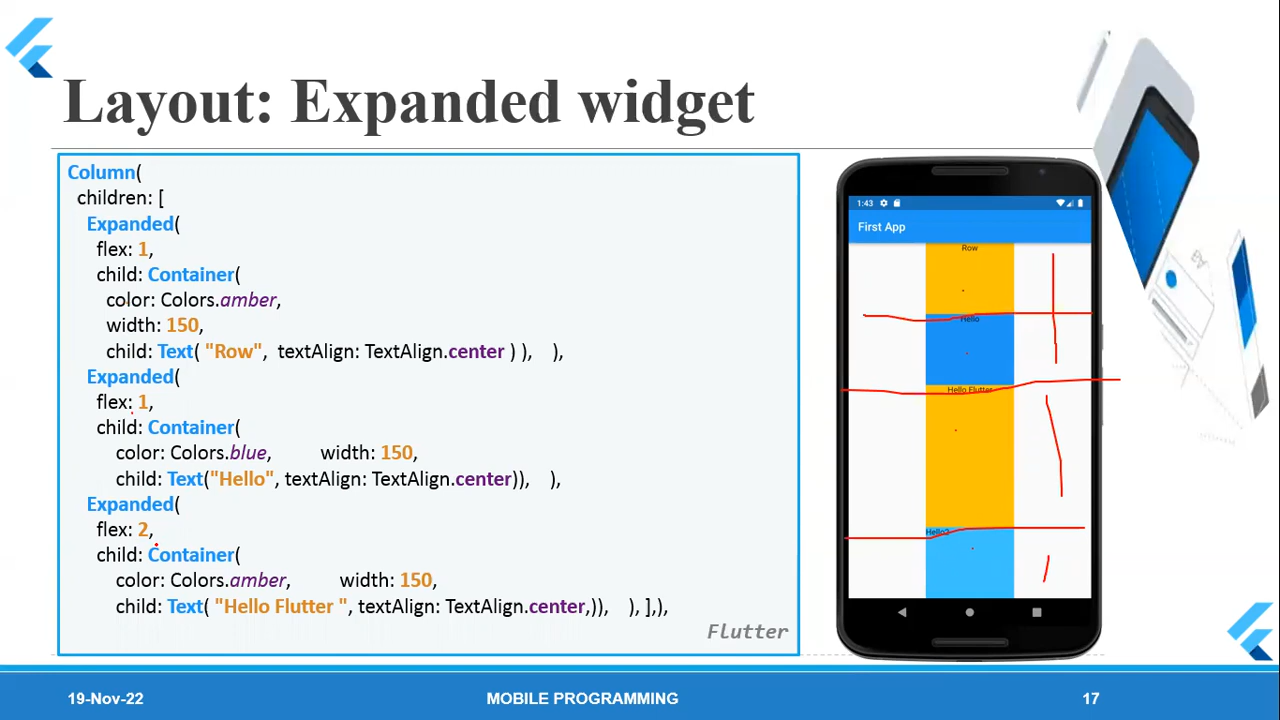 Layout: Expanded widget
Column(
children: [
Expanded(
flex: 1,
child: Container(
color: Colors.amber,
width: 150,
child: Text( "Row", textAlign: TextAlign.center ) ), ),
Expanded(
flex: 1,
child: Container(
color: Colors.blue, width: 150,
child: Text("Hello", textAlign: TextAlign.center)), ),
Expanded(
flex: 2,
child: Container(
color: Colors.amber, width: 150,
child: Text( "Hello Flutter ", textAlign: TextAlign.center,)), ), ],),
Flutter
1:43
First App
Row
Hello
Hello Flutter
Hello2
19-Nov-22
MOBILE PROGRAMMING
17